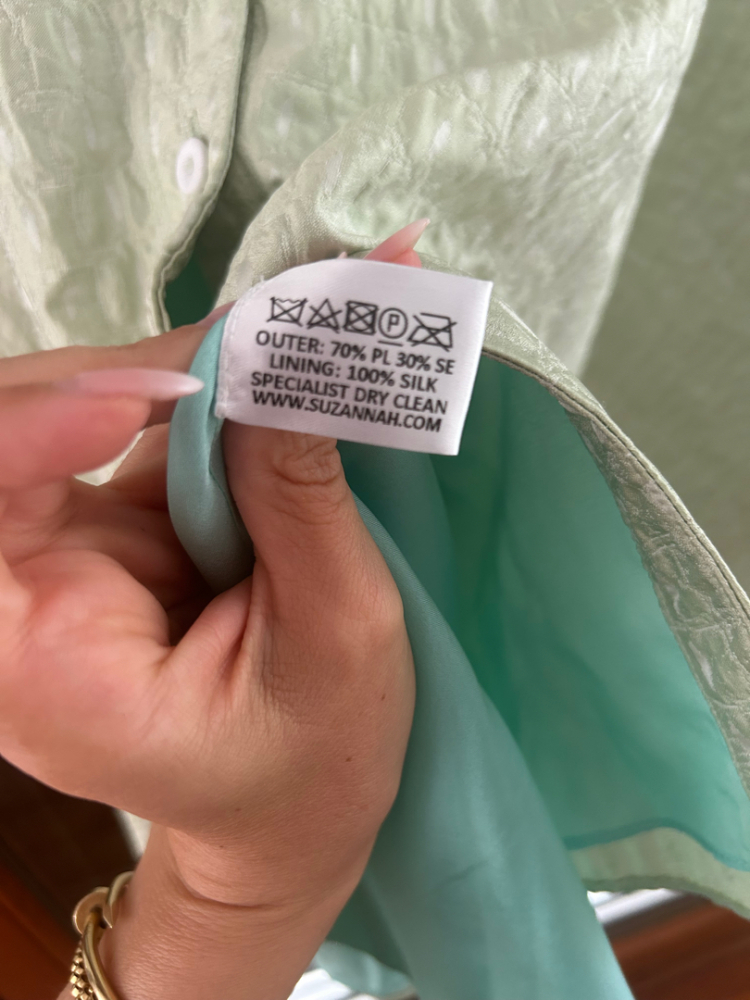 P
OUTER: 70% PL 30% SE
LINING: 100% SILK
SPECIALIST DRY CLEAN
WWW.SUZANNAH.COM